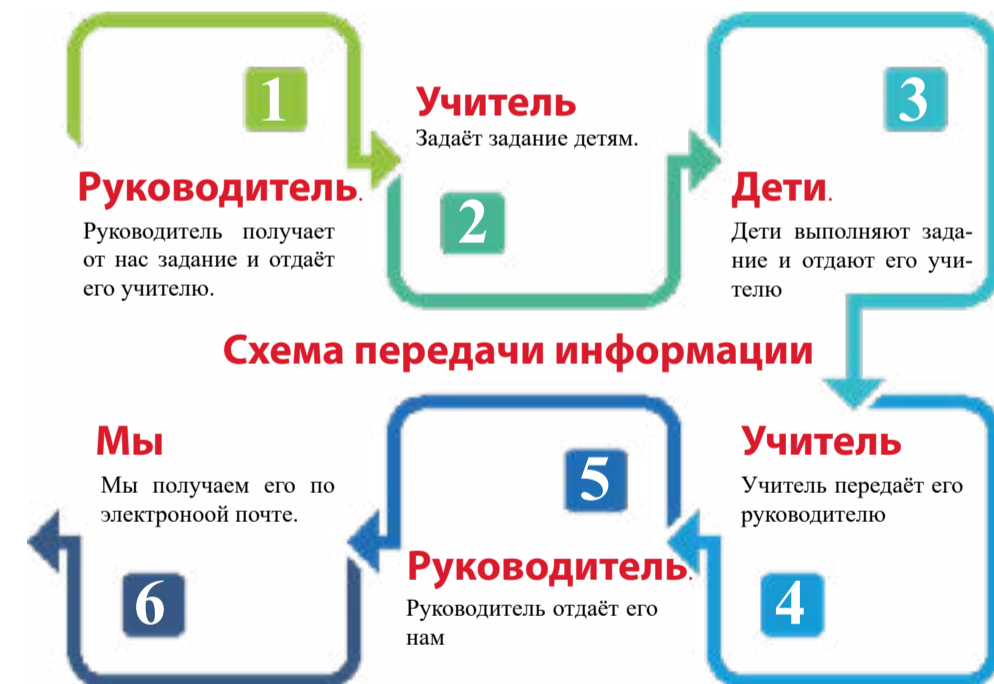 1
Руководитель.
Руководитель получает
от нас задание и отдаёт
его учителю.
Учитель
Задаёт задание детям.
2
3
Дети.
Дети выполняют зада-
ние и отдают его учи-
телю
Схема передачи информации
Учитель
Учитель передаёт его
руководителю
4
5
Руководитель.
Руководитель отдаёт его
нам
Мы
Мы получаем его по
электроноой почте.
6